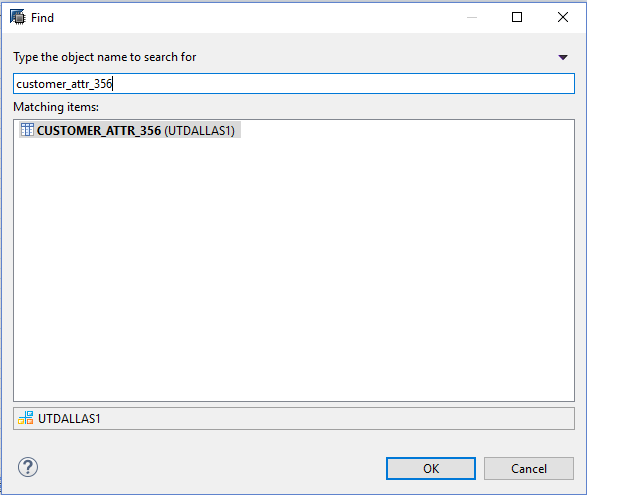 Find
Type the object name to search for
customer_attr_356
Matching items:
CUSTOMER_ATTR_356 (UTDALLAS1)
UTDALLAS1
?
OK
Cancel